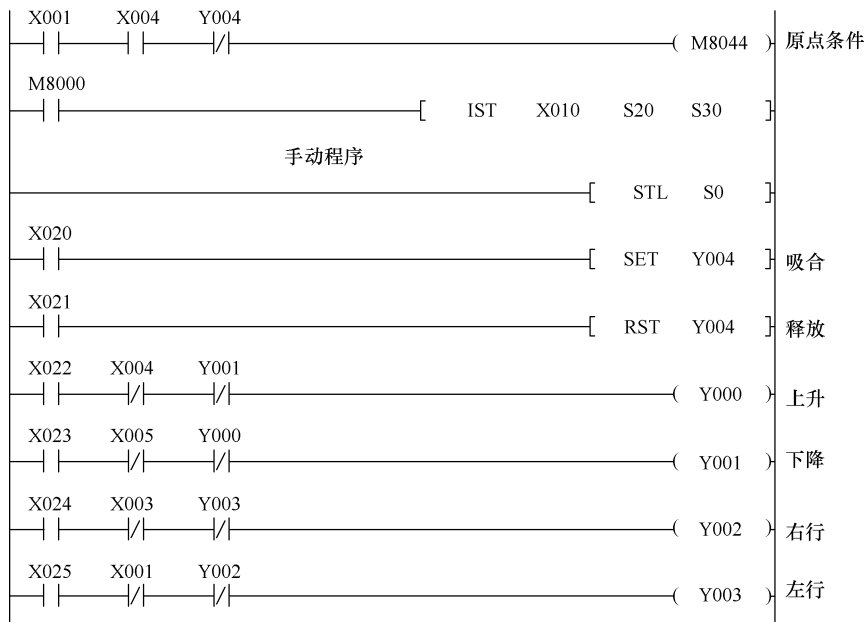 X001 X004 Y004
M8044 原点条件
M8000
IST X010 S20 S30
手动程序
STL S0
X020
SET Y004 吸合
X021
RST Y004 释放
X022 X004 Y001
Y000 上升
X023 X005 Y000
Y001 下降
X024 X003 Y003
Y002 右行
X025 X001 Y002
Y003 左行